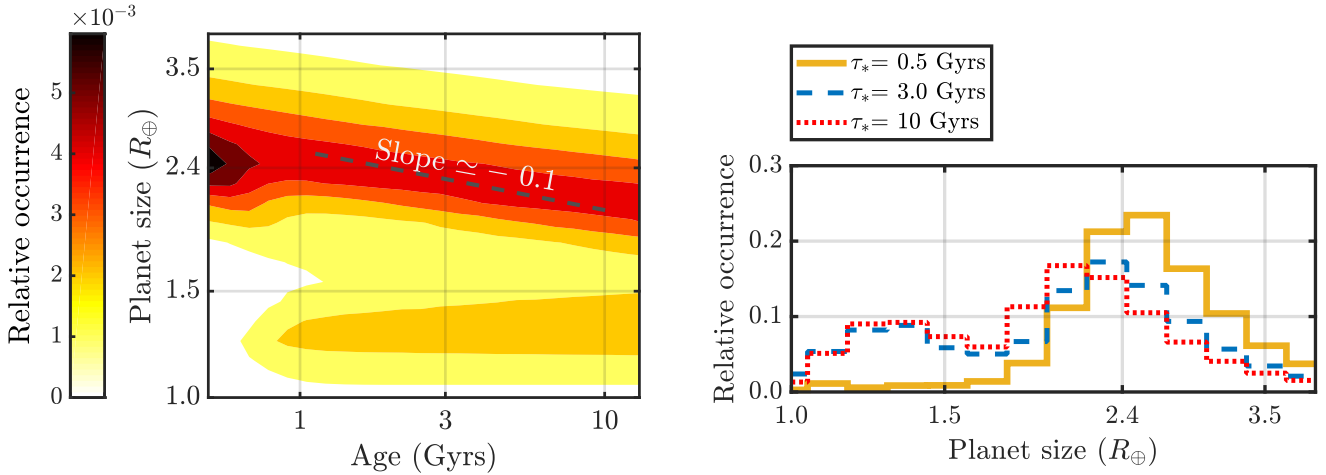 ×10⁻³
5
4
3
2
1
0
Relative occurrence
3.5
2.4
1.5
1.0
Planet size (R⊕)
Slope ≃ − 0.1
1
3
10
Age (Gyrs)
τ*= 0.5 Gyrs
τ*= 3.0 Gyrs
τ*= 10 Gyrs
0.3
0.2
0.1
0.0
Relative occurrence
1.0
1.5
2.4
3.5
Planet size (R⊕)